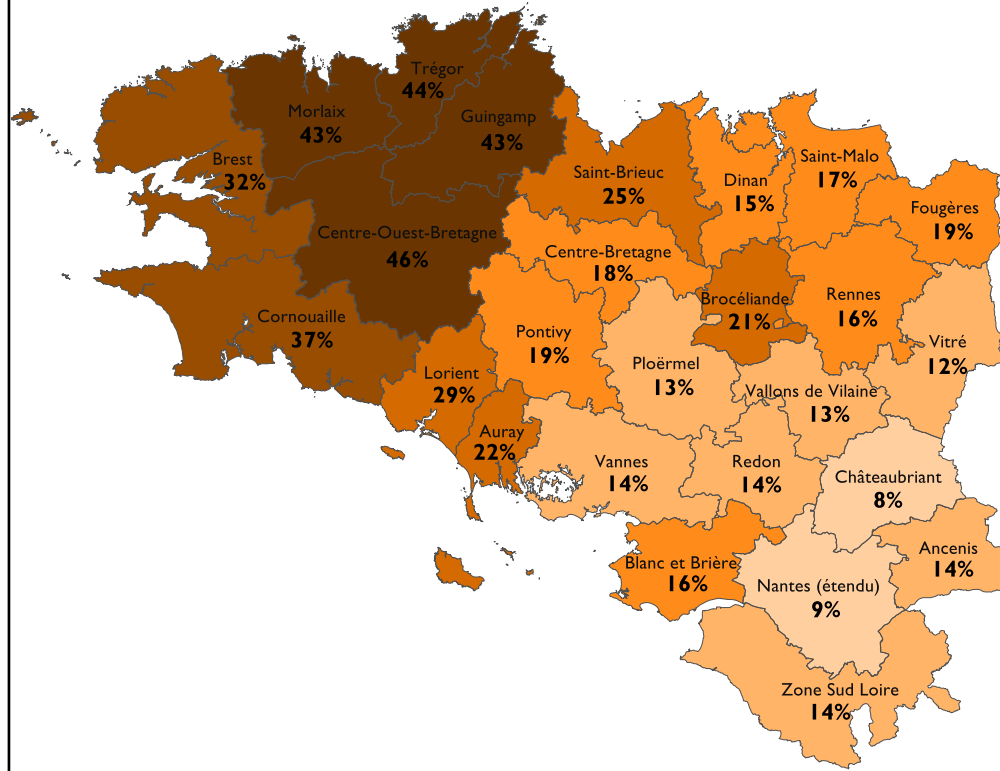 Trégor
44%
Morlaix
43%
Guingamp
43%
Brest
32%
Saint-Brieuc
25%
Dinan
15%
Saint-Malo
17%
Fougères
19%
Centre-Ouest-Bretagne
46%
Centre-Bretagne
18%
Brocéliande
21%
Rennes
16%
Cornouaille
37%
Pontivy
19%
Vitré
12%
Lorient
29%
Ploërmel
13%
Vallons de Vilaine
13%
Auray
22%
Vannes
14%
Redon
14%
Châteaubriant
8%
Blanc et Brière
16%
Nantes (étendu)
9%
Ancenis
14%
Zone Sud Loire
14%